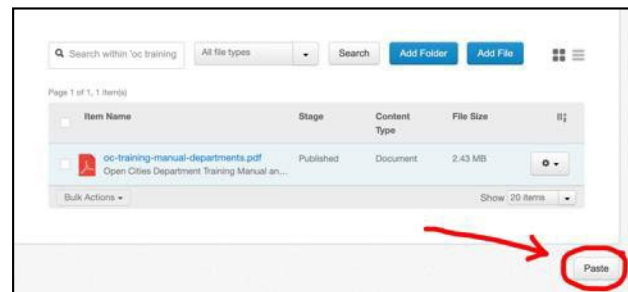 Search within 'oc training
All file types
Search
Add Folder
Add File
Page 1 of 1, 1 item(s)
Item Name
Stage
Content Type
File Size
oc-training-manual-departments.pdf
Published
Document
2.43 MB
Open Cities Department Training Manual an...
Bulk Actions
Show 20 items
Paste